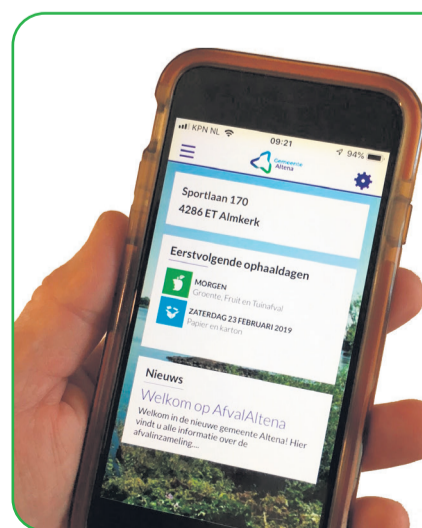 KPN NL
09:21
94%
Gemeente
Altena
Sportlaan 170
4286 ET Almkerk
Eerstvolgende ophaaldagen
MORGEN
Groente, Fruit en Tuinafval
ZATERDAG 23 FEBRUARI 2019
Papier en karton
Nieuws
Welkom op AfvalAltena
Welkom in de nieuwe gemeente Altena! Hier
vindt u alle informatie over de
afvalinzameling....